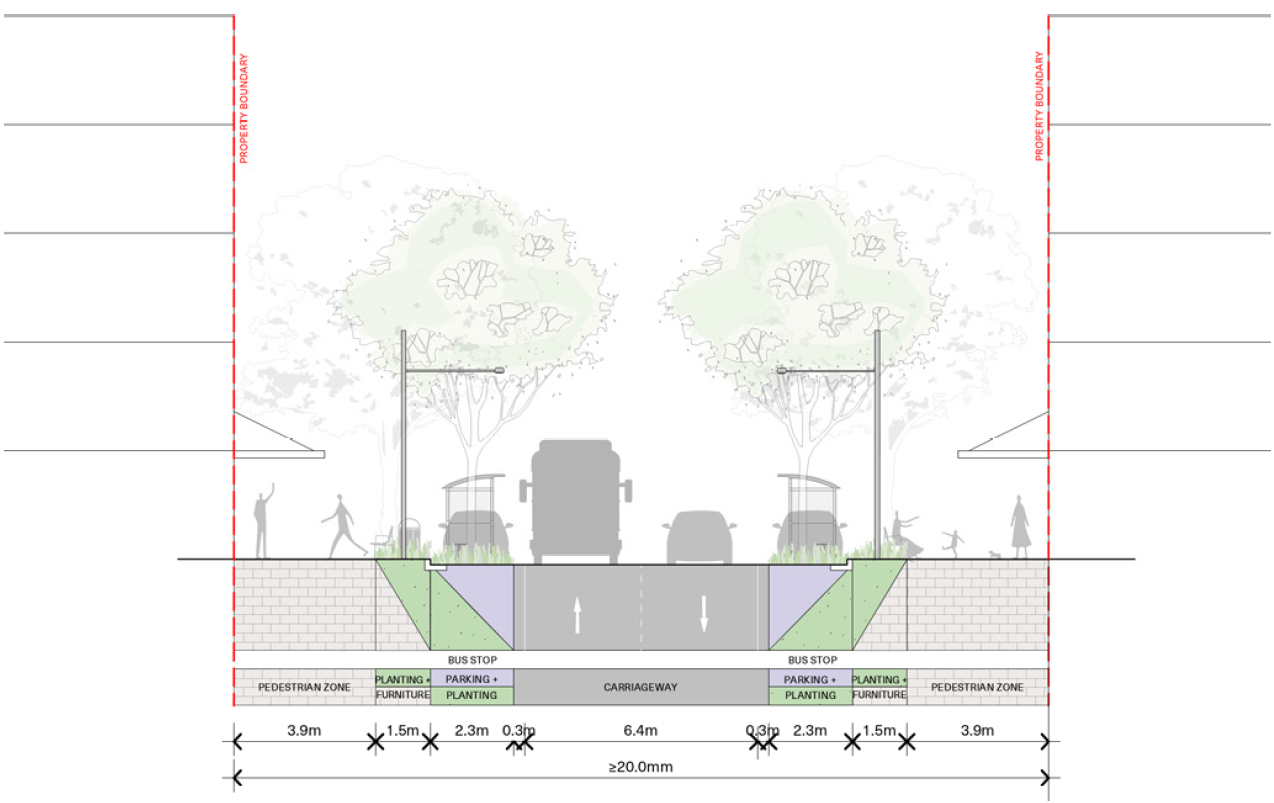 PROPERTY BOUNDARY
PROPERTY BOUNDARY
BUS STOP
BUS STOP
PEDESTRIAN ZONE
PLANTING +
FURNITURE
PARKING +
PLANTING
CARRIAGEWAY
PARKING +
PLANTING
PLANTING +
FURNITURE
PEDESTRIAN ZONE
3.9m 1.5m 2.3m 0.3m 6.4m 0.3m 2.3m 1.5m 3.9m
≥20.0mm